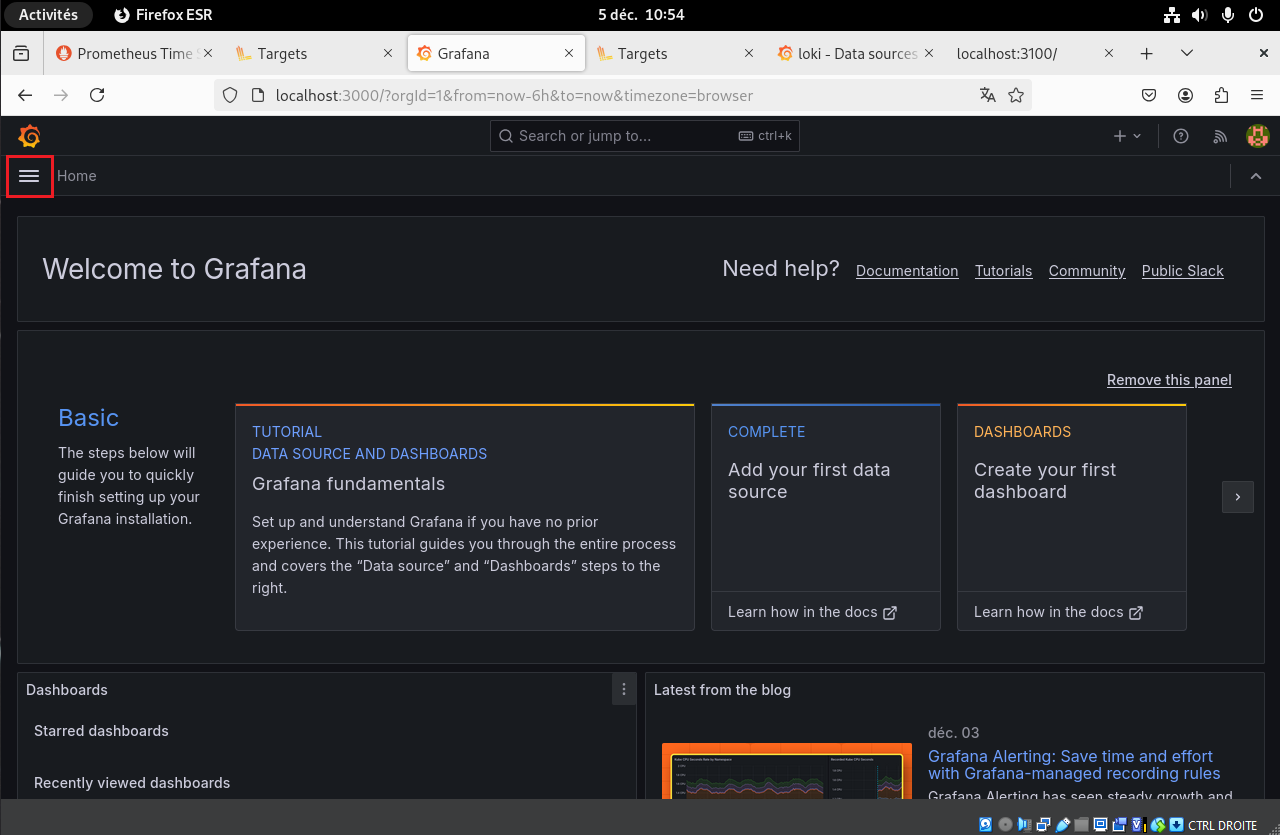 Activités
Firefox ESR
5 déc. 10:54
Prometheus Time S
Targets
Grafana
Targets
loki - Data sources
localhost:3100/
localhost:3000/?orgId=1&from=now-6h&to=now&timezone=browser
Search or jump to...
ctrl+k
Home
Welcome to Grafana
Need help?
Documentation
Tutorials
Community
Public Slack
Remove this panel
Basic
The steps below will
guide you to quickly
finish setting up your
Grafana installation.
TUTORIAL
DATA SOURCE AND DASHBOARDS
Grafana fundamentals
Set up and understand Grafana if you have no prior
experience. This tutorial guides you through the entire process
and covers the “Data source” and “Dashboards” steps to the
right.
COMPLETE
Add your first data
source
Learn how in the docs
DASHBOARDS
Create your first
dashboard
Learn how in the docs
Dashboards
Starred dashboards
Recently viewed dashboards
Latest from the blog
déc. 03
Grafana Alerting: Save time and effort
with Grafana-managed recording rules
Grafana Alerting has seen steady growth and
CTRL DROITE